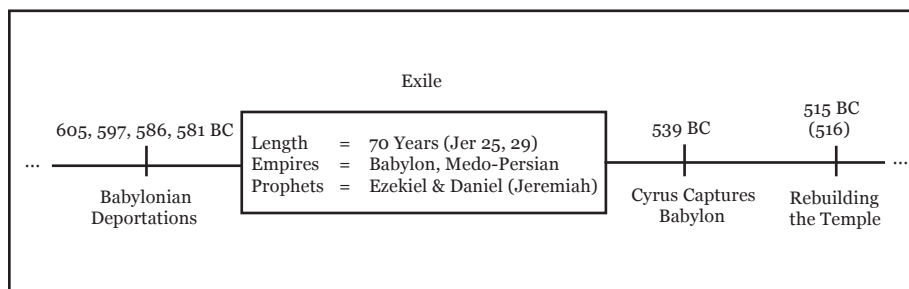 Exile
605, 597, 586, 581 BC
Babylonian
Deportations
Length = 70 Years (Jer 25, 29)
Empires = Babylon, Medo-Persian
Prophets = Ezekiel & Daniel (Jeremiah)
539 BC
Cyrus Captures
Babylon
515 BC
(516)
Rebuilding
the Temple
...
...